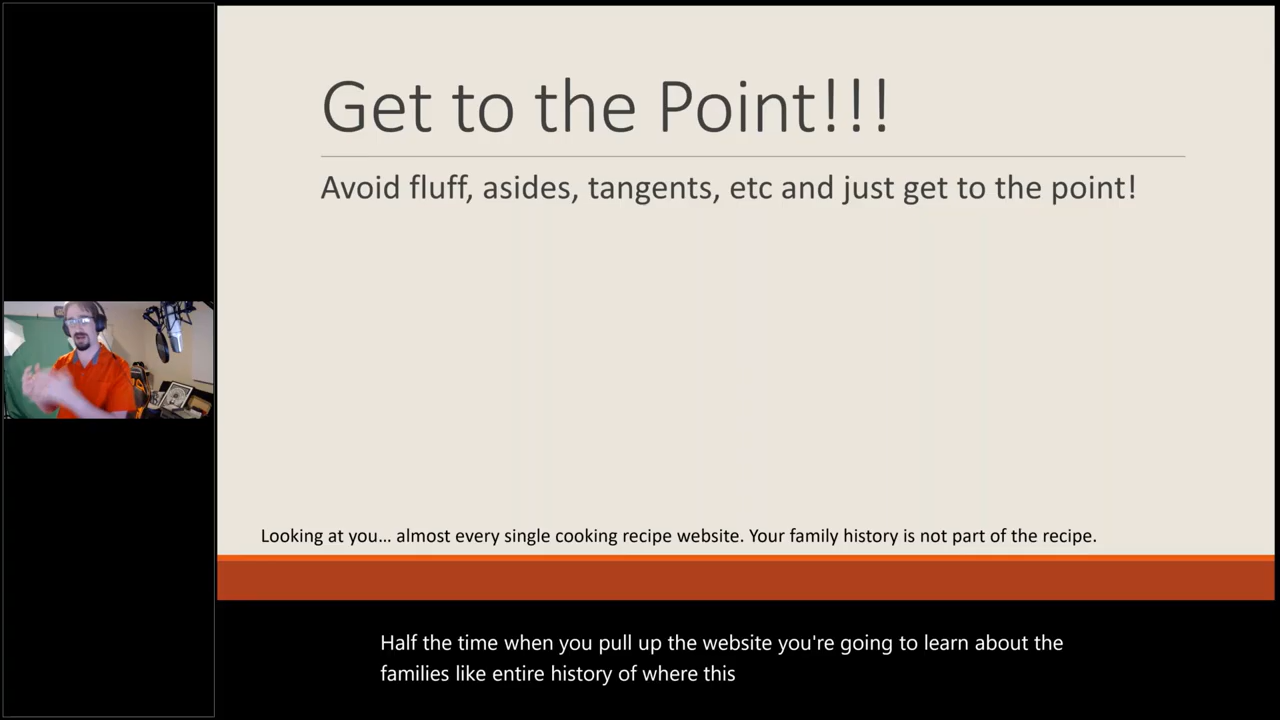 Get to the Point!!!
Avoid fluff, asides, tangents, etc and just get to the point!
Looking at you... almost every single cooking recipe website. Your family history is not part of the recipe.
Half the time when you pull up the website you're going to learn about the
families like entire history of where this